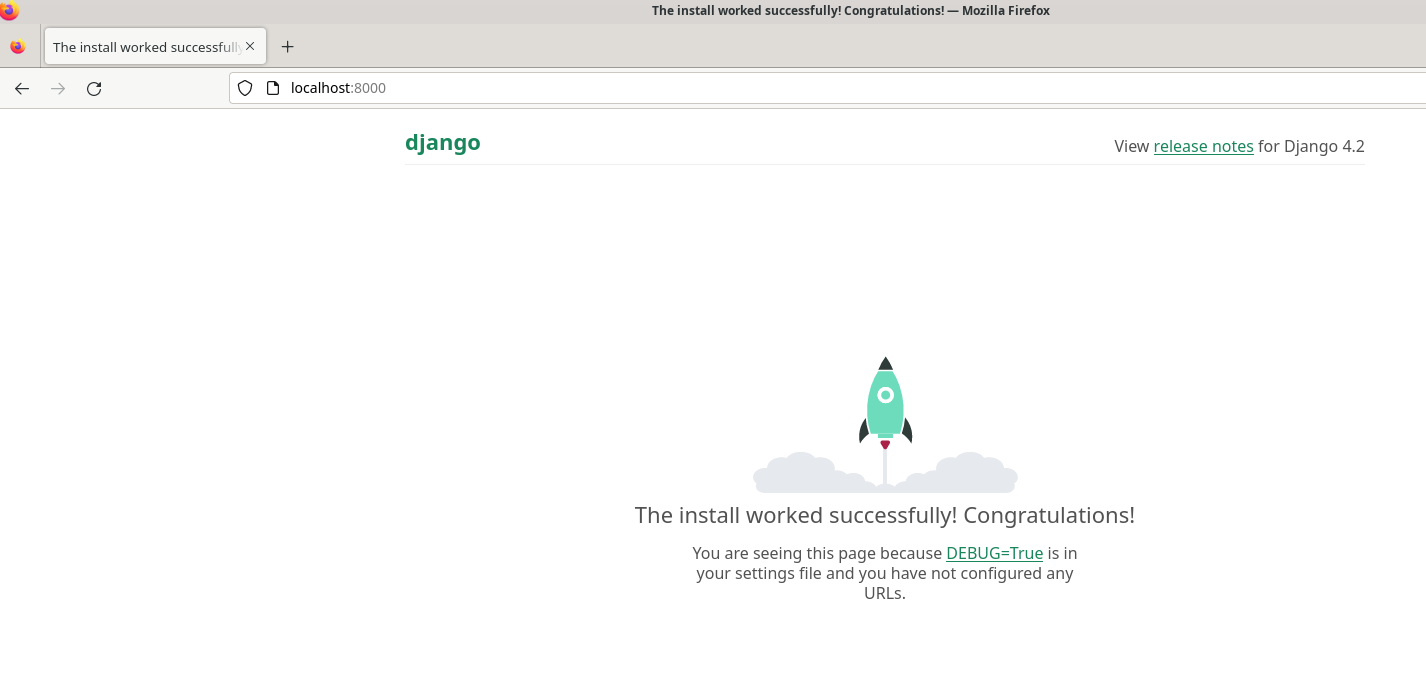 The install worked successfully! Congratulations! — Mozilla Firefox
The install worked successfully
localhost:8000
django
View release notes for Django 4.2
The install worked successfully! Congratulations!
You are seeing this page because DEBUG=True is in
your settings file and you have not configured any
URLs.